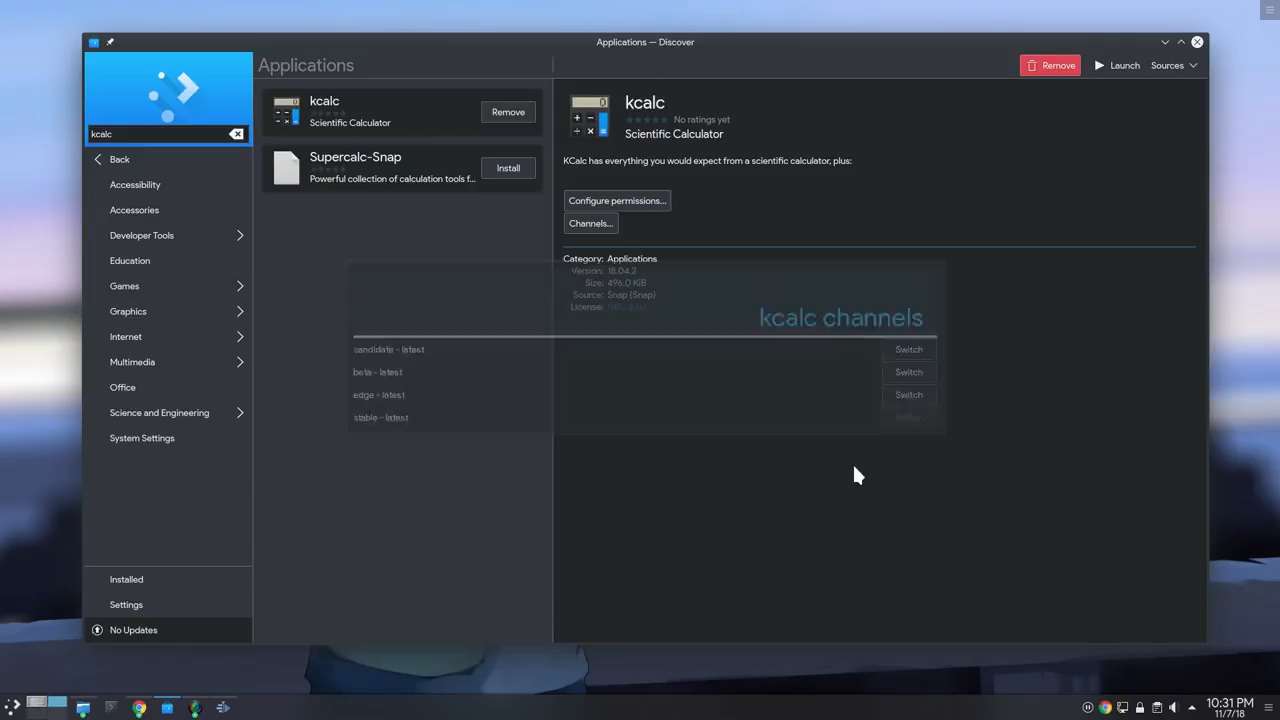 Applications — Discover
kcalc
Back
Accessibility
Accessories
Developer Tools
Education
Games
Graphics
Internet
Multimedia
Office
Science and Engineering
System Settings
Installed
Settings
No Updates
Applications
kcalc
Scientific Calculator
Remove
Supercalc-Snap
Powerful collection of calculation tools f...
Install
Remove
Launch
Sources
kcalc
No ratings yet
Scientific Calculator
KCalc has everything you would expect from a scientific calculator, plus:
Configure permissions...
Channels...
Category: Applications
Version: 18.04.2
Size: 496.0 KiB
Source: Snap (Snap)
License:
kcalc channels
candidate - latest
Switch
beta - latest
Switch
edge - latest
Switch
stable - latest
10:31 PM
11/7/18